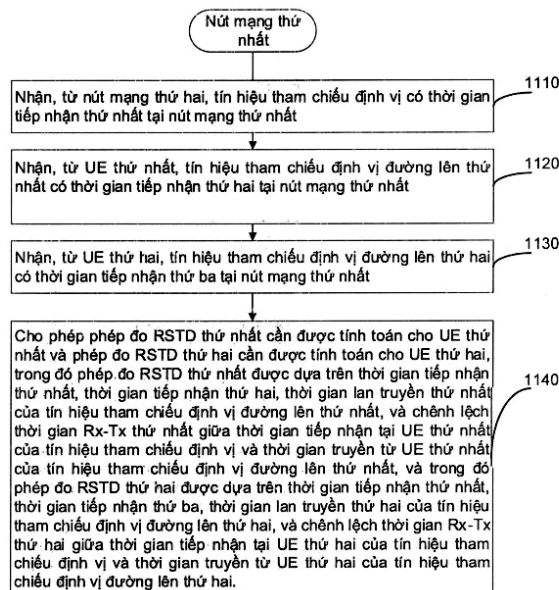 Nút mạng thứ
nhất
1110
Nhận, từ nút mạng thứ hai, tín hiệu tham chiếu định vị có thời gian
tiếp nhận thứ nhất tại nút mạng thứ nhất
1120
Nhận, từ UE thứ nhất, tín hiệu tham chiếu định vị đường lên thứ
nhất có thời gian tiếp nhận thứ hai tại nút mạng thứ nhất
1130
Nhận, từ UE thứ hai, tín hiệu tham chiếu định vị đường lên thứ hai
có thời gian tiếp nhận thứ ba tại nút mạng thứ nhất
1140
Cho phép phép đo RSTD thứ nhất cần được tính toán cho UE thứ
nhất và phép đo RSTD thứ hai cần được tính toán cho UE thứ hai,
trong đó phép đo RSTD thứ nhất được dựa trên thời gian tiếp nhận
thứ nhất, thời gian tiếp nhận thứ hai, thời gian lan truyền thứ nhất
của tín hiệu tham chiếu định vị đường lên thứ nhất, và chênh lệch
thời gian Rx-Tx thứ nhất giữa thời gian tiếp nhận tại UE thứ nhất
của tín hiệu tham chiếu định vị và thời gian truyền từ UE thứ nhất
của tín hiệu tham chiếu định vị đường lên thứ nhất, và trong đó
phép đo RSTD thứ hai được dựa trên thời gian tiếp nhận thứ nhất,
thời gian tiếp nhận thứ ba, thời gian lan truyền thứ hai của tín hiệu
tham chiếu định vị đường lên thứ hai, và chênh lệch thời gian Rx-Tx
thứ hai giữa thời gian tiếp nhận tại UE thứ hai của tín hiệu tham
chiếu định vị và thời gian truyền từ UE thứ hai của tín hiệu tham
chiếu định vị đường lên thứ hai.